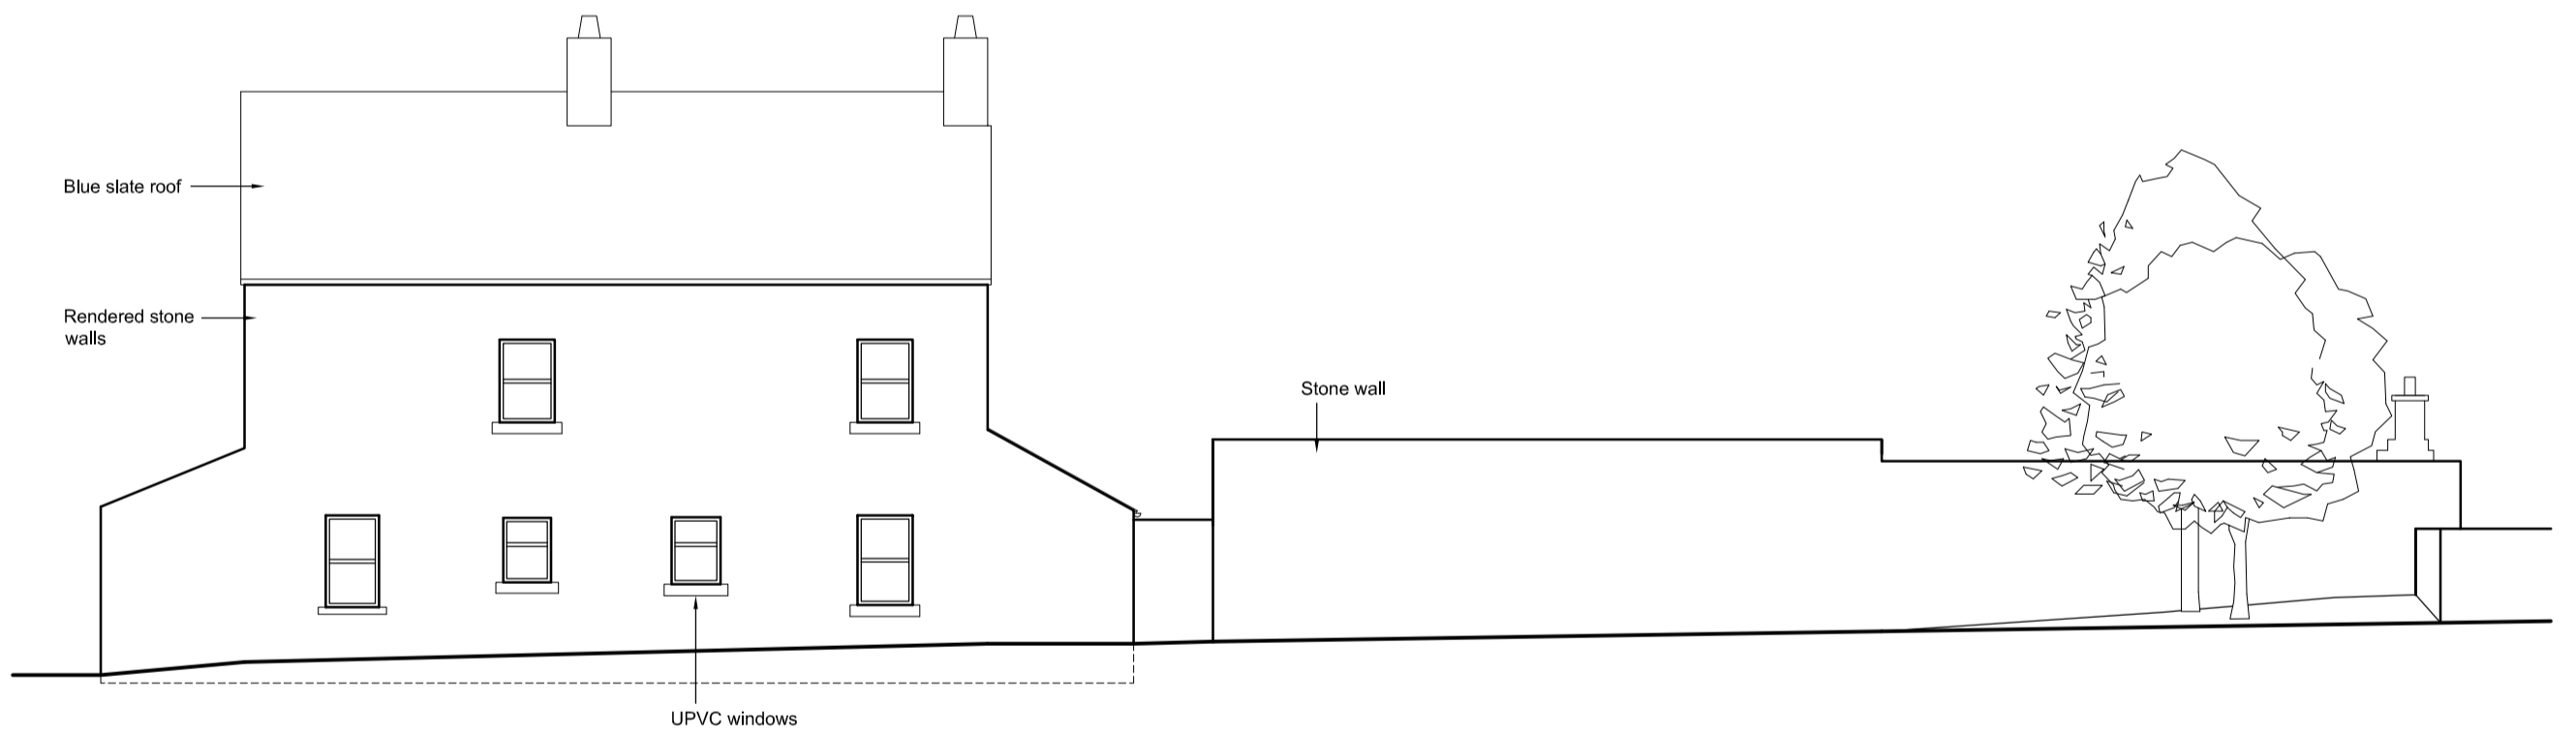 Blue slate roof
Rendered stone
walls
Stone wall
UPVC windows